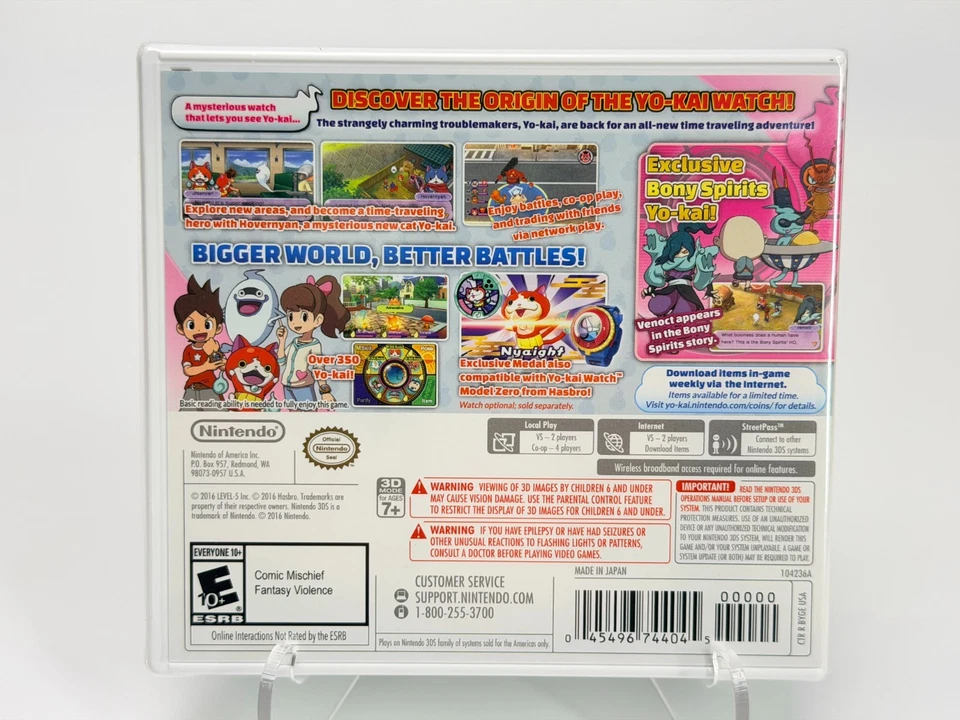 A mysterious watch
that lets you see Yo-kai...
DISCOVER THE ORIGIN OF THE YO-KAI WATCH!
The strangely charming troublemakers, Yo-kai, are back for an all-new time traveling adventure!
Jibanyan
Hovernyan
Explore new areas, and become a time-traveling
hero with Hovernyan, a mysterious new cat Yo-kai.
Enjoy battles, co-op play,
and trading with friends
via network play.
Exclusive
Bony Spirits
Yo-kai!
Venoct appears
in the Bony
Spirits story.
What business does a human have
here? This is the Bony Spirits' HQ.
BIGGER WORLD, BETTER BATTLES!
Over 350
Yo-kai!
Purify
Item
Nyaight
Exclusive Medal also
compatible with Yo-kai Watch™
Model Zero from Hasbro!
Watch optional; sold separately.
Basic reading ability is needed to fully enjoy this game.
Download items in-game
weekly via the Internet.
Items available for a limited time.
Visit yo-kai.nintendo.com/coins/ for details.
Nintendo®
Nintendo of America Inc.
P.O. Box 957, Redmond, WA
98073-0957 U.S.A.
Official
Nintendo
Seal
Local Play
VS – 2 players
Co-op – 4 players
Internet
VS – 2 players
Download items
StreetPass™
Connect to other
Nintendo 3DS systems
Wireless broadband access required for online features.
© 2016 LEVEL-5 Inc. © 2016 Hasbro. Trademarks are
property of their respective owners. Nintendo 3DS is a
trademark of Nintendo. © 2016 Nintendo.
3D
MODE
for AGES
7+
WARNING VIEWING OF 3D IMAGES BY CHILDREN 6 AND UNDER
MAY CAUSE VISION DAMAGE. USE THE PARENTAL CONTROL FEATURE
TO RESTRICT THE DISPLAY OF 3D IMAGES FOR CHILDREN 6 AND UNDER.
WARNING IF YOU HAVE EPILEPSY OR HAVE HAD SEIZURES OR
OTHER UNUSUAL REACTIONS TO FLASHING LIGHTS OR PATTERNS,
CONSULT A DOCTOR BEFORE PLAYING VIDEO GAMES.
IMPORTANT! READ THE NINTENDO 3DS
OPERATIONS MANUAL BEFORE SETUP OR USE OF YOUR
SYSTEM. THIS PRODUCT CONTAINS TECHNICAL
PROTECTION MEASURES. USE OF AN UNAUTHORIZED
DEVICE OR ANY UNAUTHORIZED TECHNICAL MODIFICATION
TO YOUR NINTENDO 3DS SYSTEM, WILL RENDER THIS
GAME AND/OR YOUR SYSTEM UNPLAYABLE. A GAME OR
SYSTEM UPDATE (OR BOTH) MAY BE REQUIRED TO PLAY.
EVERYONE 10+
E
10+
®
ESRB
Comic Mischief
Fantasy Violence
Online Interactions Not Rated by the ESRB
CUSTOMER SERVICE
SUPPORT.NINTENDO.COM
1-800-255-3700
Plays on Nintendo 3DS family of systems sold for the Americas only.
MADE IN JAPAN
104236A
00000
0 45496 74404 5
CTR R BYGE USA